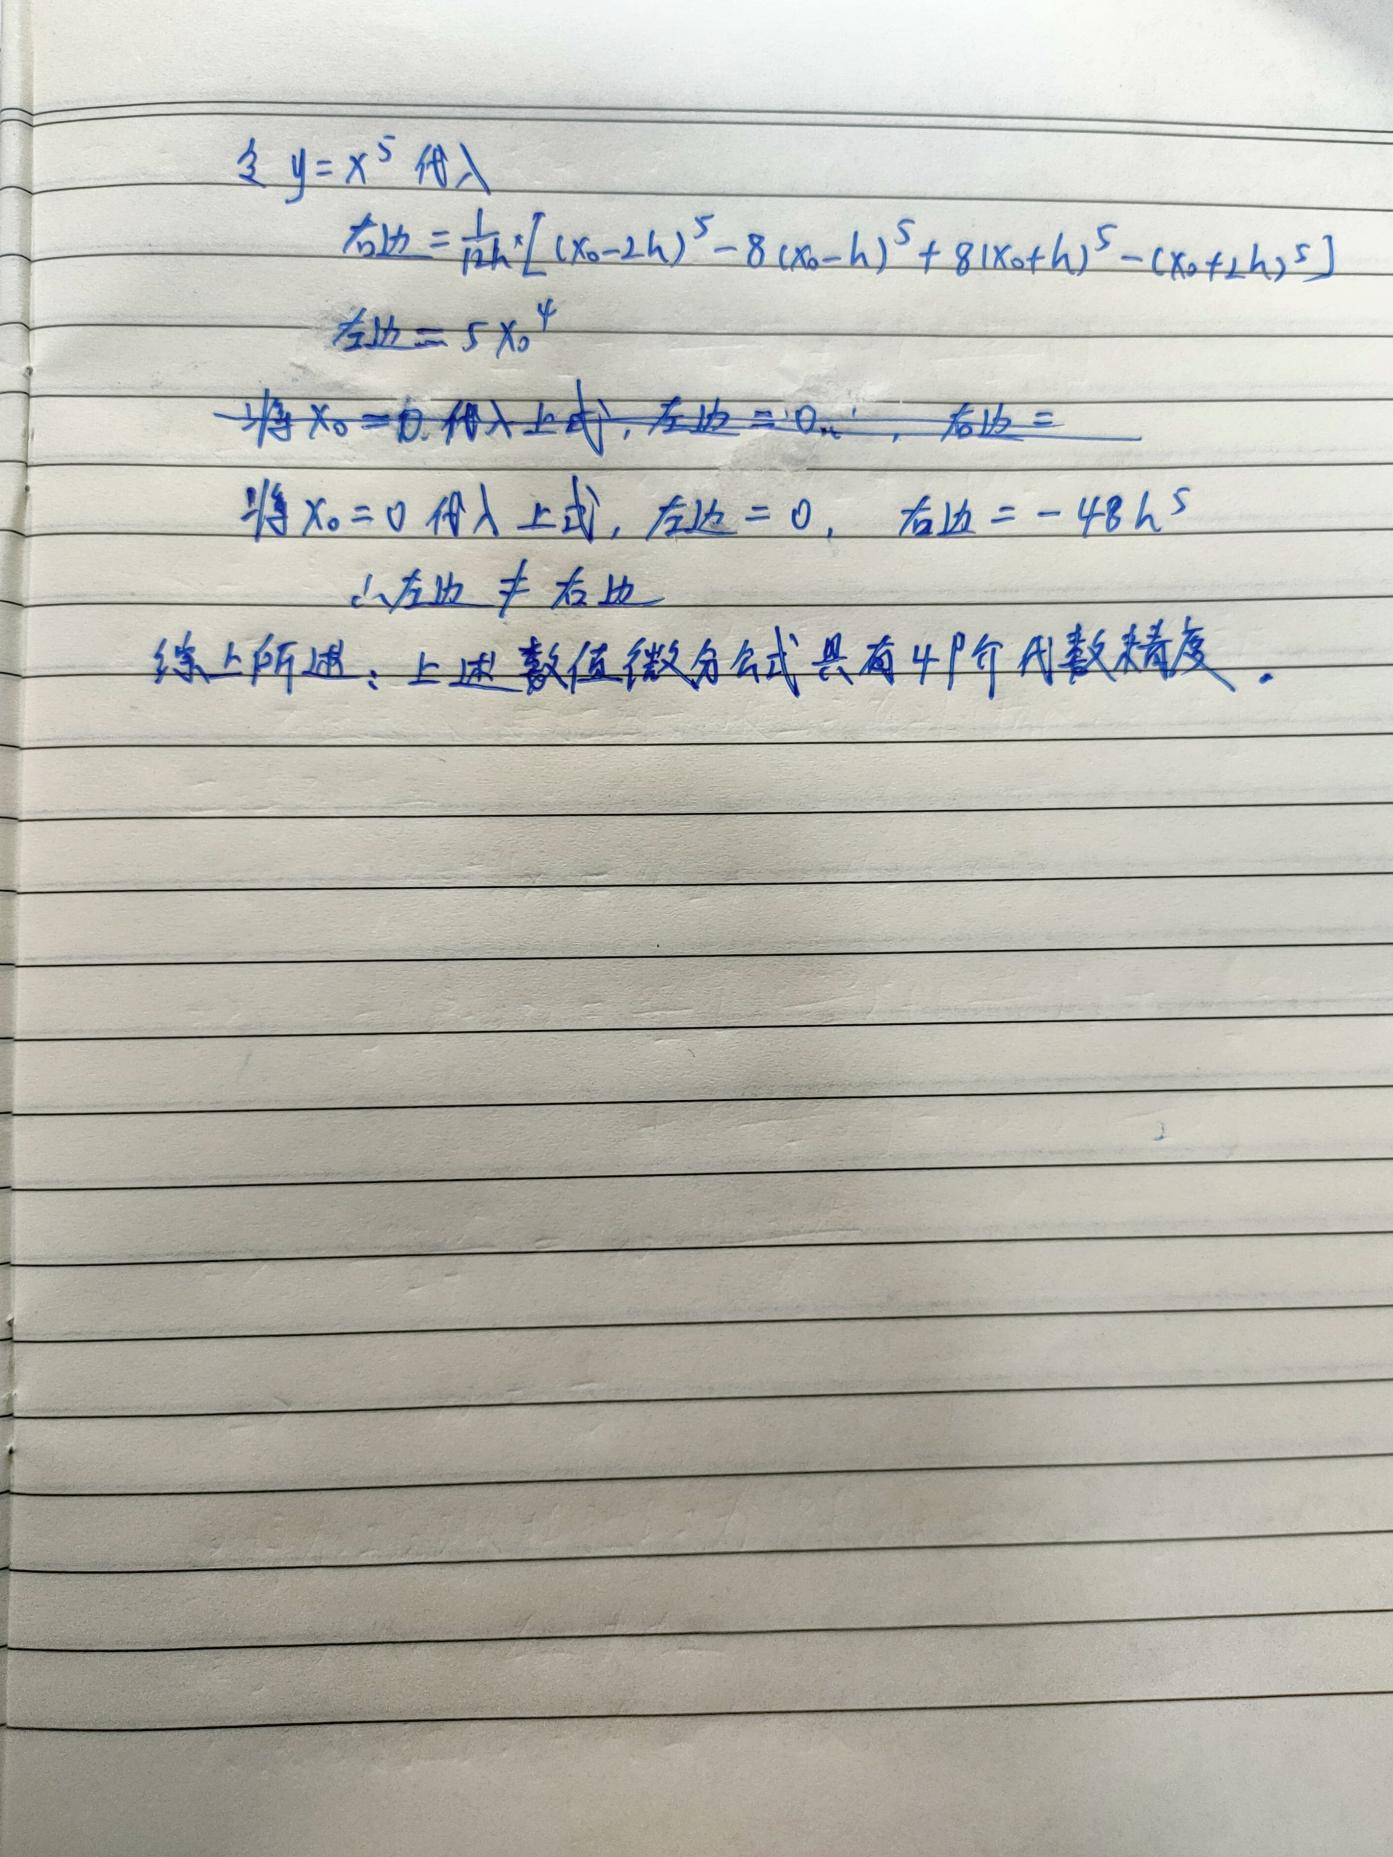 令 y=x⁵ 代入
右边 = 1/12h·[(x₀-2h)⁵-8(x₀-h)⁵+8(x₀+h)⁵-(x₀+2h)⁵]
左边 = 5x₀⁴
将 x₀=0 代入上式, 左边=0, 右边=
将 x₀=0 代入上式, 左边=0, 右边=-48h⁵
∴左边 ≠ 右边
综上所述: 上述数值微分公式具有4阶代数精度.